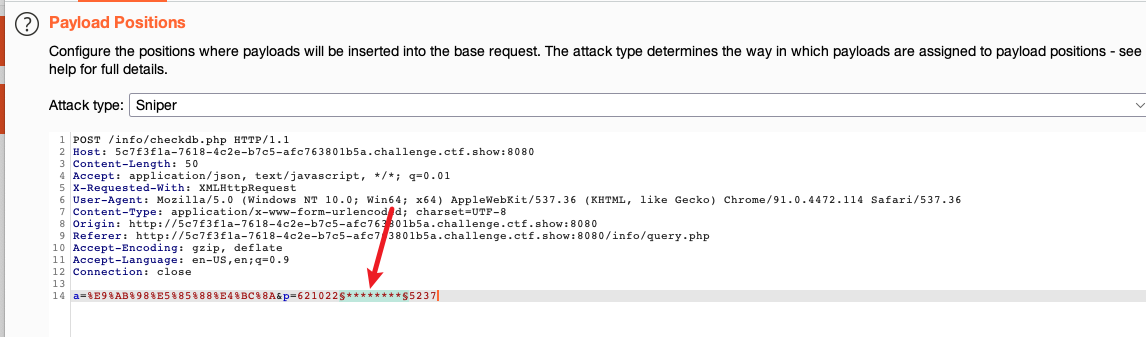 ?
Payload Positions
Configure the positions where payloads will be inserted into the base request. The attack type determines the way in which payloads are assigned to payload positions - see
help for full details.
Attack type: Sniper
1 POST /info/checkdb.php HTTP/1.1
2 Host: 5c7f3f1a-7618-4c2e-b7c5-afc763801b5a.challenge.ctf.show:8080
3 Content-Length: 50
4 Accept: application/json, text/javascript, */*; q=0.01
5 X-Requested-With: XMLHttpRequest
6 User-Agent: Mozilla/5.0 (Windows NT 10.0; Win64; x64) AppleWebKit/537.36 (KHTML, like Gecko) Chrome/91.0.4472.114 Safari/537.36
7 Content-Type: application/x-www-form-urlencoded; charset=UTF-8
8 Origin: http://5c7f3f1a-7618-4c2e-b7c5-afc763801b5a.challenge.ctf.show:8080
9 Referer: http://5c7f3f1a-7618-4c2e-b7c5-afc763801b5a.challenge.ctf.show:8080/info/query.php
10 Accept-Encoding: gzip, deflate
11 Accept-Language: en-US,en;q=0.9
12 Connection: close
13
14 a=%E9%AB%98%E5%85%88%E4%BC%8A&p=621022§********§5237